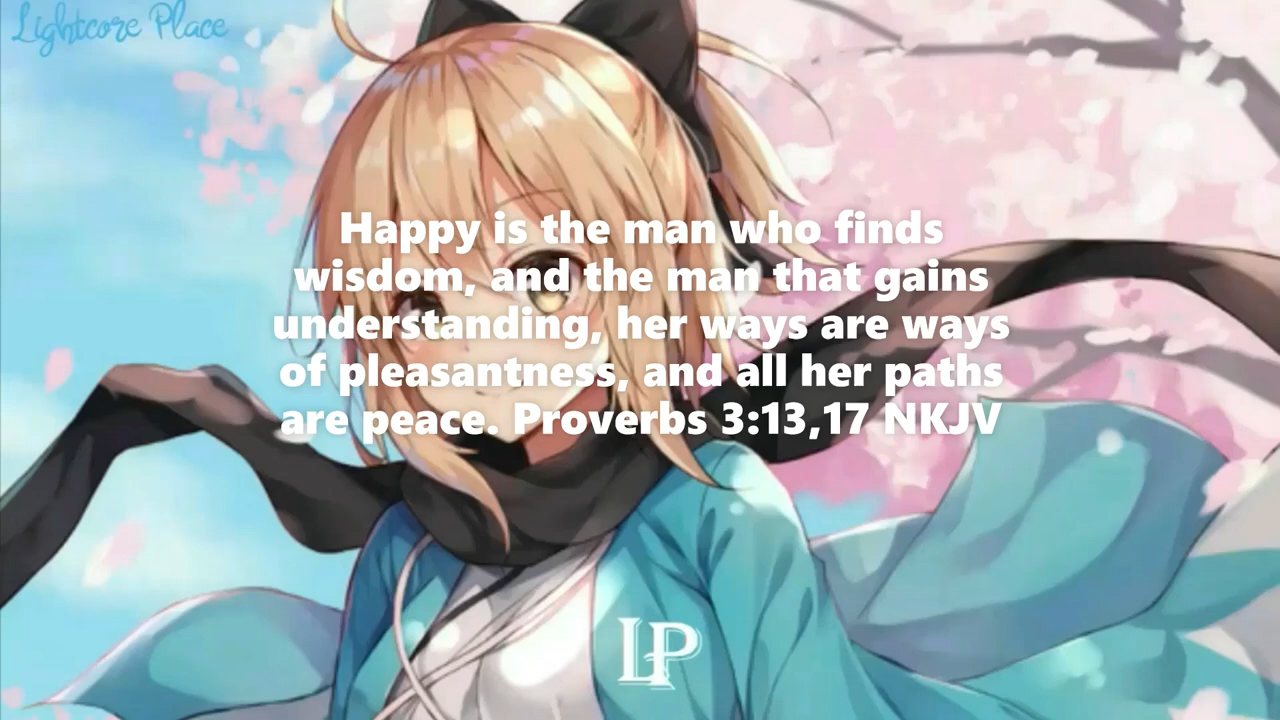 Lightcore Place
Happy is the man who finds
wisdom, and the man that gains
understanding, her ways are ways
of pleasantness, and all her paths
are peace. Proverbs 3:13,17 NKJV
LP